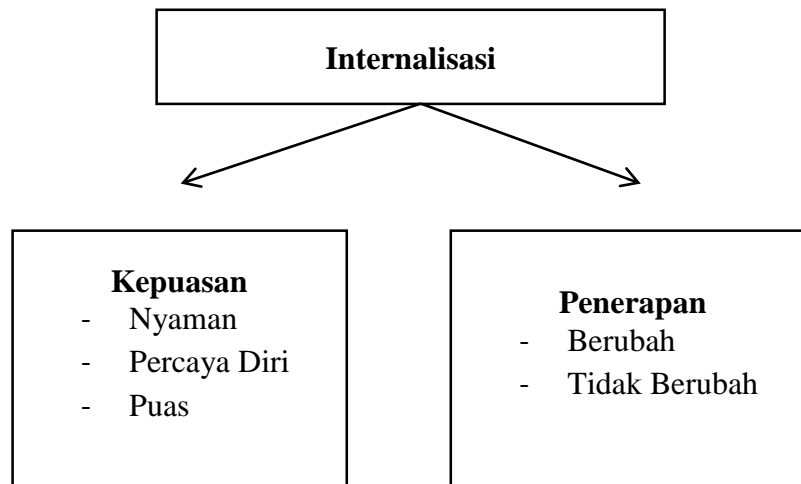 Internalisasi
Kepuasan
- Nyaman
- Percaya Diri
- Puas
Penerapan
- Berubah
- Tidak Berubah